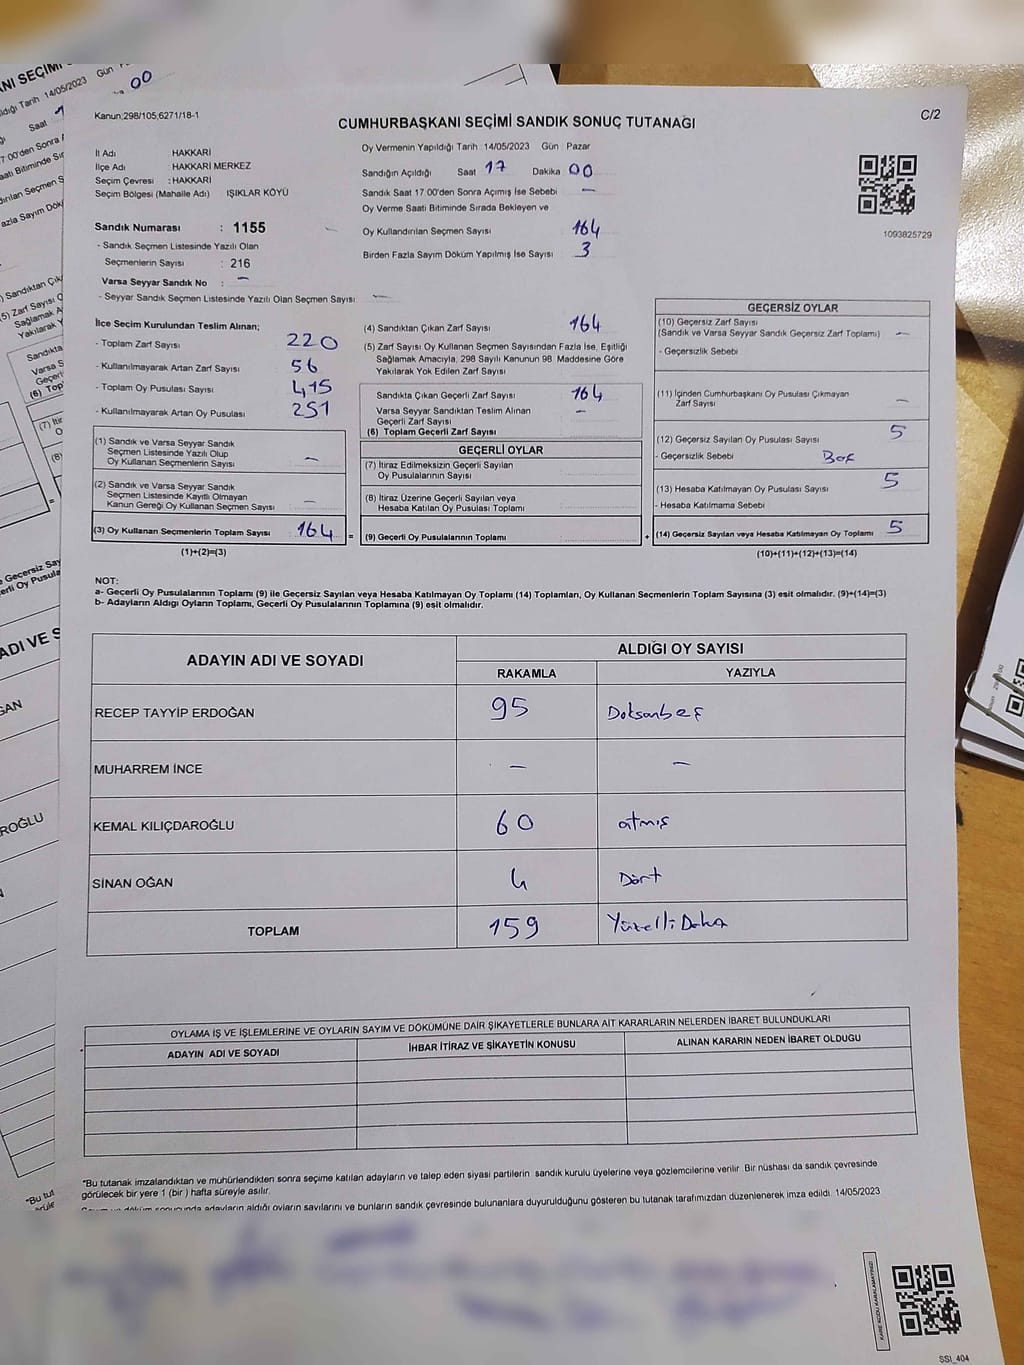 Kanun;298/105;6271/18-1
C/2
CUMHURBAŞKANI SEÇİMİ SANDIK SONUÇ TUTANAĞI
İl Adı : HAKKARİ
İlçe Adı : HAKKARİ MERKEZ
Seçim Çevresi : HAKKARİ
Seçim Bölgesi (Mahalle Adı) IŞIKLAR KÖYÜ
Oy Vermenin Yapıldığı Tarih 14/05/2023 Gün : Pazar
Sandığın Açıldığı Saat 17 Dakika 00
Sandık Saat 17 00'den Sonra Açımış İse Sebebi —
Oy Verme Saati Bitiminde Sırada Bekleyen ve
Oy Kullandırılan Seçmen Sayısı 164
Birden Fazla Sayım Döküm Yapılmış İse Sayısı 3
1093825729
Sandık Numarası : 1155
- Sandık Seçmen Listesinde Yazılı Olan
Seçmenlerin Sayısı : 216
Varsa Seyyar Sandık No : —
- Seyyar Sandık Seçmen Listesinde Yazılı Olan Seçmen Sayısı: —
İlçe Seçim Kurulundan Teslim Alınan;
- Toplam Zarf Sayısı 220
- Kullanılmayarak Artan Zarf Sayısı 56
- Toplam Oy Pusulası Sayısı 415
- Kullanılmayarak Artan Oy Pusulası 251
(1) Sandık ve Varsa Seyyar Sandık
Seçmen Listesinde Yazılı Olup
Oy Kullanan Seçmenlerin Sayısı —
(2) Sandık ve Varsa Seyyar Sandık
Seçmen Listesinde Kayıtlı Olmayan
Kanun Gereği Oy Kullanan Seçmen Sayısı —
(3) Oy Kullanan Seçmenlerin Toplam Sayısı 164 =
(1)+(2)=(3)
(4) Sandıktan Çıkan Zarf Sayısı 164
(5) Zarf Sayısı Oy Kullanan Seçmen Sayısından Fazla İse, Eşitliği
Sağlamak Amacıyla, 298 Sayılı Kanunun 98. Maddesine Göre
Yakılarak Yok Edilen Zarf Sayısı
Sandıkta Çıkan Geçerli Zarf Sayısı 164
Varsa Seyyar Sandıktan Teslim Alınan —
Geçerli Zarf Sayısı
(6) Toplam Geçerli Zarf Sayısı
GEÇERLİ OYLAR
(7) İtiraz Edilmeksizin Geçerli Sayılan
Oy Pusulalarının Sayısı
(8) İtiraz Üzerine Geçerli Sayılan veya
Hesaba Katılan Oy Pusulası Toplamı
(9) Geçerli Oy Pusulalarının Toplamı +
GEÇERSİZ OYLAR
(10) Geçersiz Zarf Sayısı
(Sandık ve Varsa Seyyar Sandık Geçersiz Zarf Toplamı) —
- Geçersizlik Sebebi
(11) İçinden Cumhurbaşkanı Oy Pusulası Çıkmayan
Zarf Sayısı —
(12) Geçersiz Sayılan Oy Pusulası Sayısı 5
- Geçersizlik Sebebi Boş
(13) Hesaba Katılmayan Oy Pusulası Sayısı 5
- Hesaba Katılmama Sebebi
(14) Geçersiz Sayılan veya Hesaba Katılmayan Oy Toplamı 5
(10)+(11)+(12)+(13)=(14)
NOT:
a- Geçerli Oy Pusulalarının Toplamı (9) ile Geçersiz Sayılan veya Hesaba Katılmayan Oy Toplamı (14) Toplamları, Oy Kullanan Seçmenlerin Toplam Sayısına (3) eşit olmalıdır. (9)+(14)=(3)
b- Adayların Aldığı Oyların Toplamı, Geçerli Oy Pusulalarının Toplamına (9) eşit olmalıdır.
ADAYIN ADI VE SOYADI ALDIĞI OY SAYISI
RAKAMLA YAZIYLA
RECEP TAYYİP ERDOĞAN 95 Doksanbeş
MUHARREM İNCE — —
KEMAL KILIÇDAROĞLU 60 atmış
SİNAN OĞAN 4 Dört
TOPLAM 159 YüzelliDokuz
OYLAMA İŞ VE İŞLEMLERİNE VE OYLARIN SAYIM VE DÖKÜMÜNE DAİR ŞİKAYETLERLE BUNLARA AİT KARARLARIN NELERDEN İBARET BULUNDUKLARI
ADAYIN ADI VE SOYADI İHBAR İTİRAZ VE ŞİKAYETİN KONUSU ALINAN KARARIN NEDEN İBARET OLDUĞU
"Bu tutanak imzalandıktan ve mühürlendikten sonra seçime katılan adayların ve talep eden siyasi partilerin sandık kurulu üyelerine veya gözlemcilerine verilir. Bir nüshası da sandık çevresinde
görülecek bir yere 1 (bir) hafta süreyle asılır.
adayların aldığı oyların sayılarını ve bunların sandık çevresinde bulunanlara duyurulduğunu gösteren bu tutanak tarafımızdan düzenlenerek imza edildi. 14/05/2023
KARE KODU KARALAMAYINIZ!
SSI_404